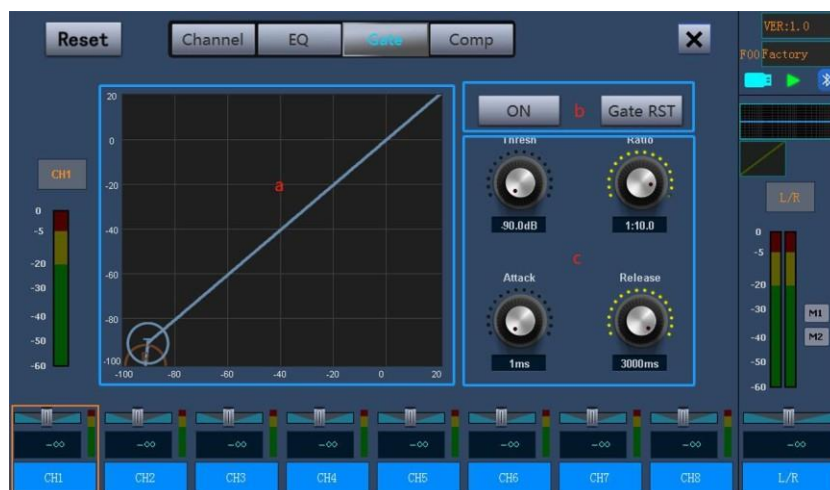 Reset
Channel EQ Gate Comp
VER:1.0
F00 Factory
a
20
0
-20
-40
-60
-80
-100
-100 -80 -60 -40 -20 0 20
CH1
0
-5
-20
-30
-40
-50
-60
ON b Gate RST
Thresh Ratio
-90.0dB 1:10.0
c
Attack Release
1ms 3000ms
L/R
0
-5
-20
-30
-40
-50
-60
M1
M2
-∞ -∞ -∞ -∞ -∞ -∞ -∞ -∞ -∞
CH1 CH2 CH3 CH4 CH5 CH6 CH7 CH8 L/R